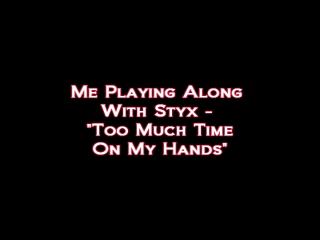 Me Playing Along
With Styx -
"Too Much Time
On My Hands"